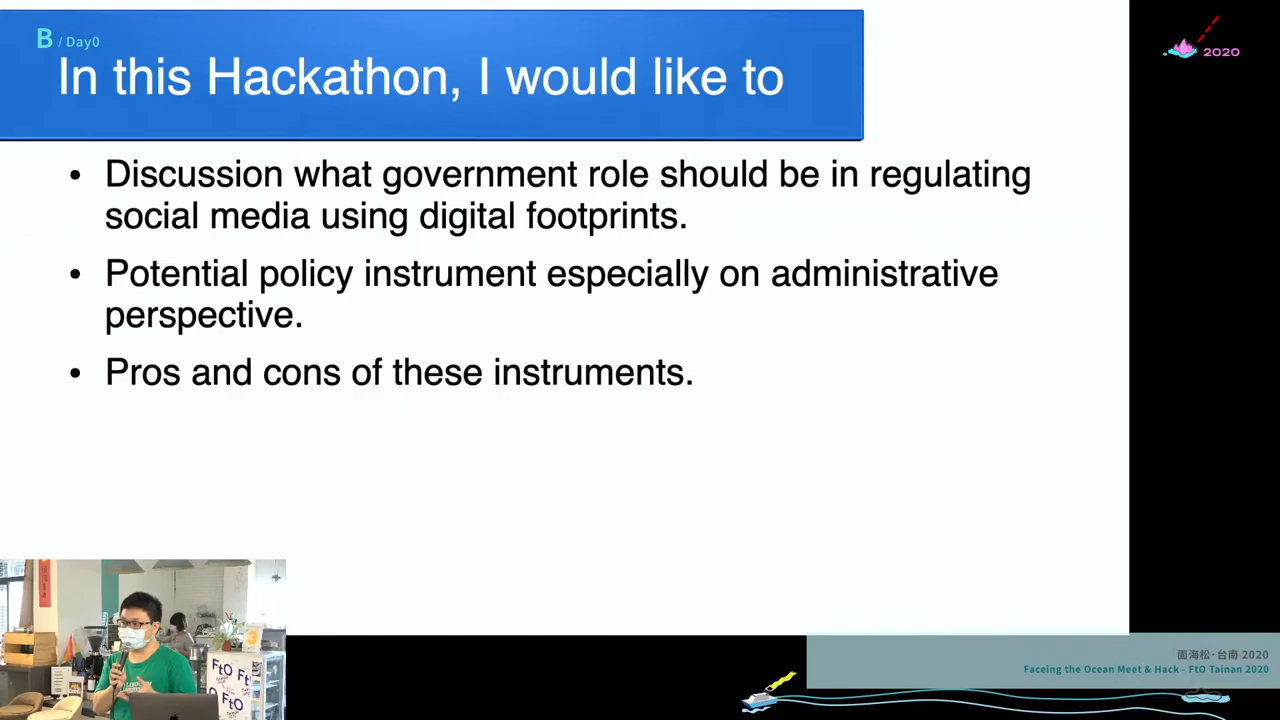 B / Day0
2020
In this Hackathon, I would like to
• Discussion what government role should be in regulating
social media using digital footprints.
• Potential policy instrument especially on administrative
perspective.
• Pros and cons of these instruments.
FtO
面海松·台南 2020
Faceing the Ocean Meet & Hack - FtO Tainan 2020